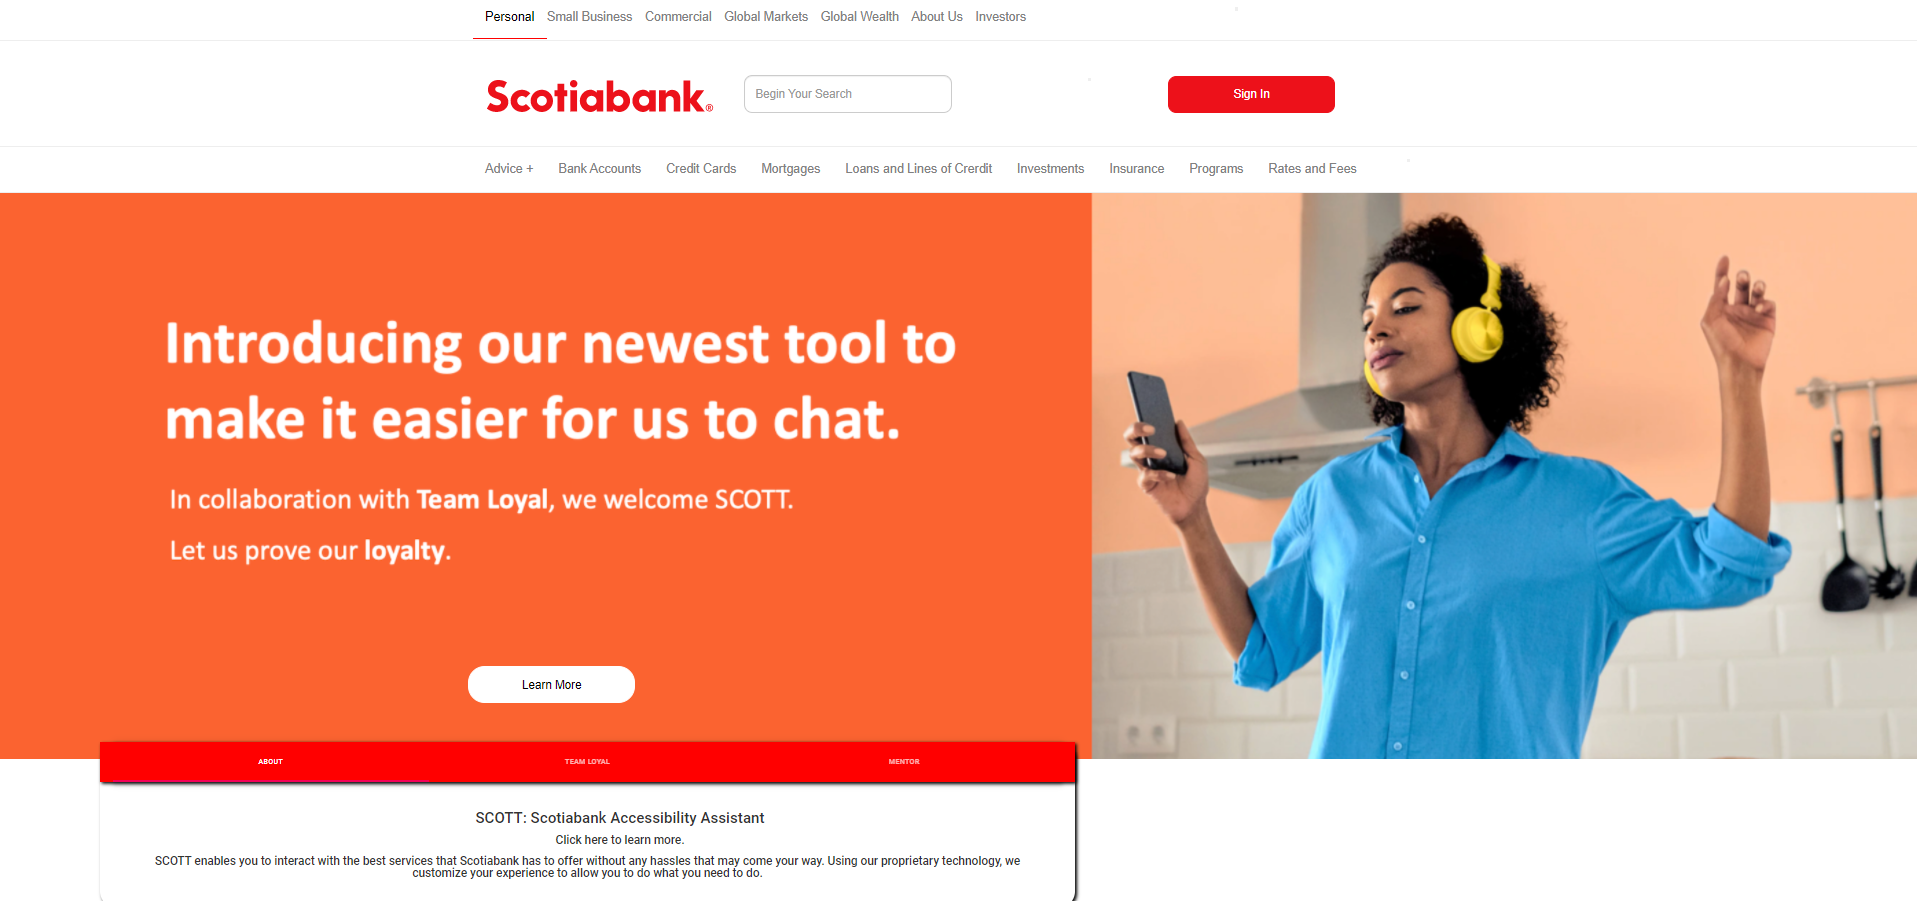 Personal Small Business Commercial Global Markets Global Wealth About Us Investors
Scotiabank®
Begin Your Search
Sign In
Advice + Bank Accounts Credit Cards Mortgages Loans and Lines of Crerdit Investments Insurance Programs Rates and Fees
Introducing our newest tool to
make it easier for us to chat.
In collaboration with Team Loyal, we welcome SCOTT.
Let us prove our loyalty.
Learn More
ABOUT TEAM LOYAL MENTOR
SCOTT: Scotiabank Accessibility Assistant
Click here to learn more.
SCOTT enables you to interact with the best services that Scotiabank has to offer without any hassles that may come your way. Using our proprietary technology, we
customize your experience to allow you to do what you need to do.